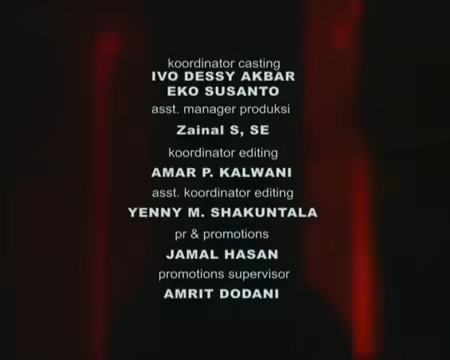 koordinator casting
IVO DESSY AKBAR
EKO SUSANTO
asst. manager produksi
Zainal S, SE
koordinator editing
AMAR P. KALWANI
asst. koordinator editing
YENNY M. SHAKUNTALA
pr & promotions
JAMAL HASAN
promotions supervisor
AMRIT DODANI